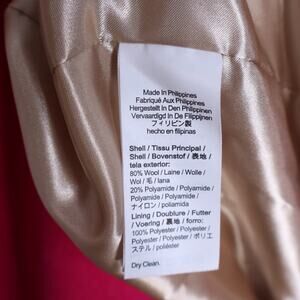 Made In Philippines
Fabriqué Aux Philippines
Hergestellt In Den Philippinen
Vervaardigd In De Filippijnen
フィリピン製
hecho en filipinas
Shell / Tissu Principal /
Shell / Bovenstof / 表地 /
tela exterior:
80% Wool / Laine / Wolle /
Wol / 毛 / lana
20% Polyamide / Polyamide /
Polyamide / Polyamide /
ナイロン / poliamida
Lining / Doublure / Futter
/ Voering / 裏地 / forro:
100% Polyester / Polyester /
Polyester / Polyester / ポリエ
ステル / poliéster
Dry Clean.